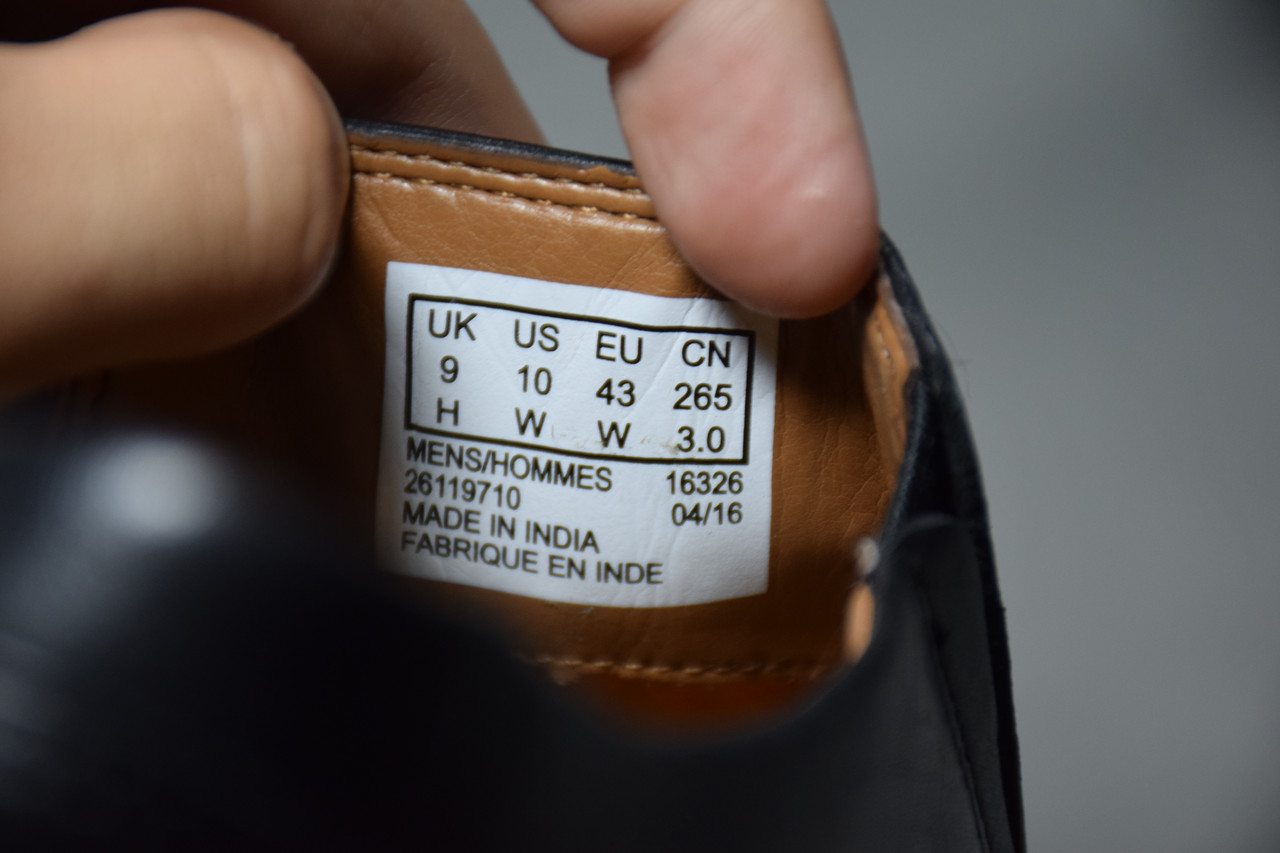 UK US EU CN
9 10 43 265
H W W 3.0
MENS/HOMMES 16326
26119710 04/16
MADE IN INDIA
FABRIQUE EN INDE